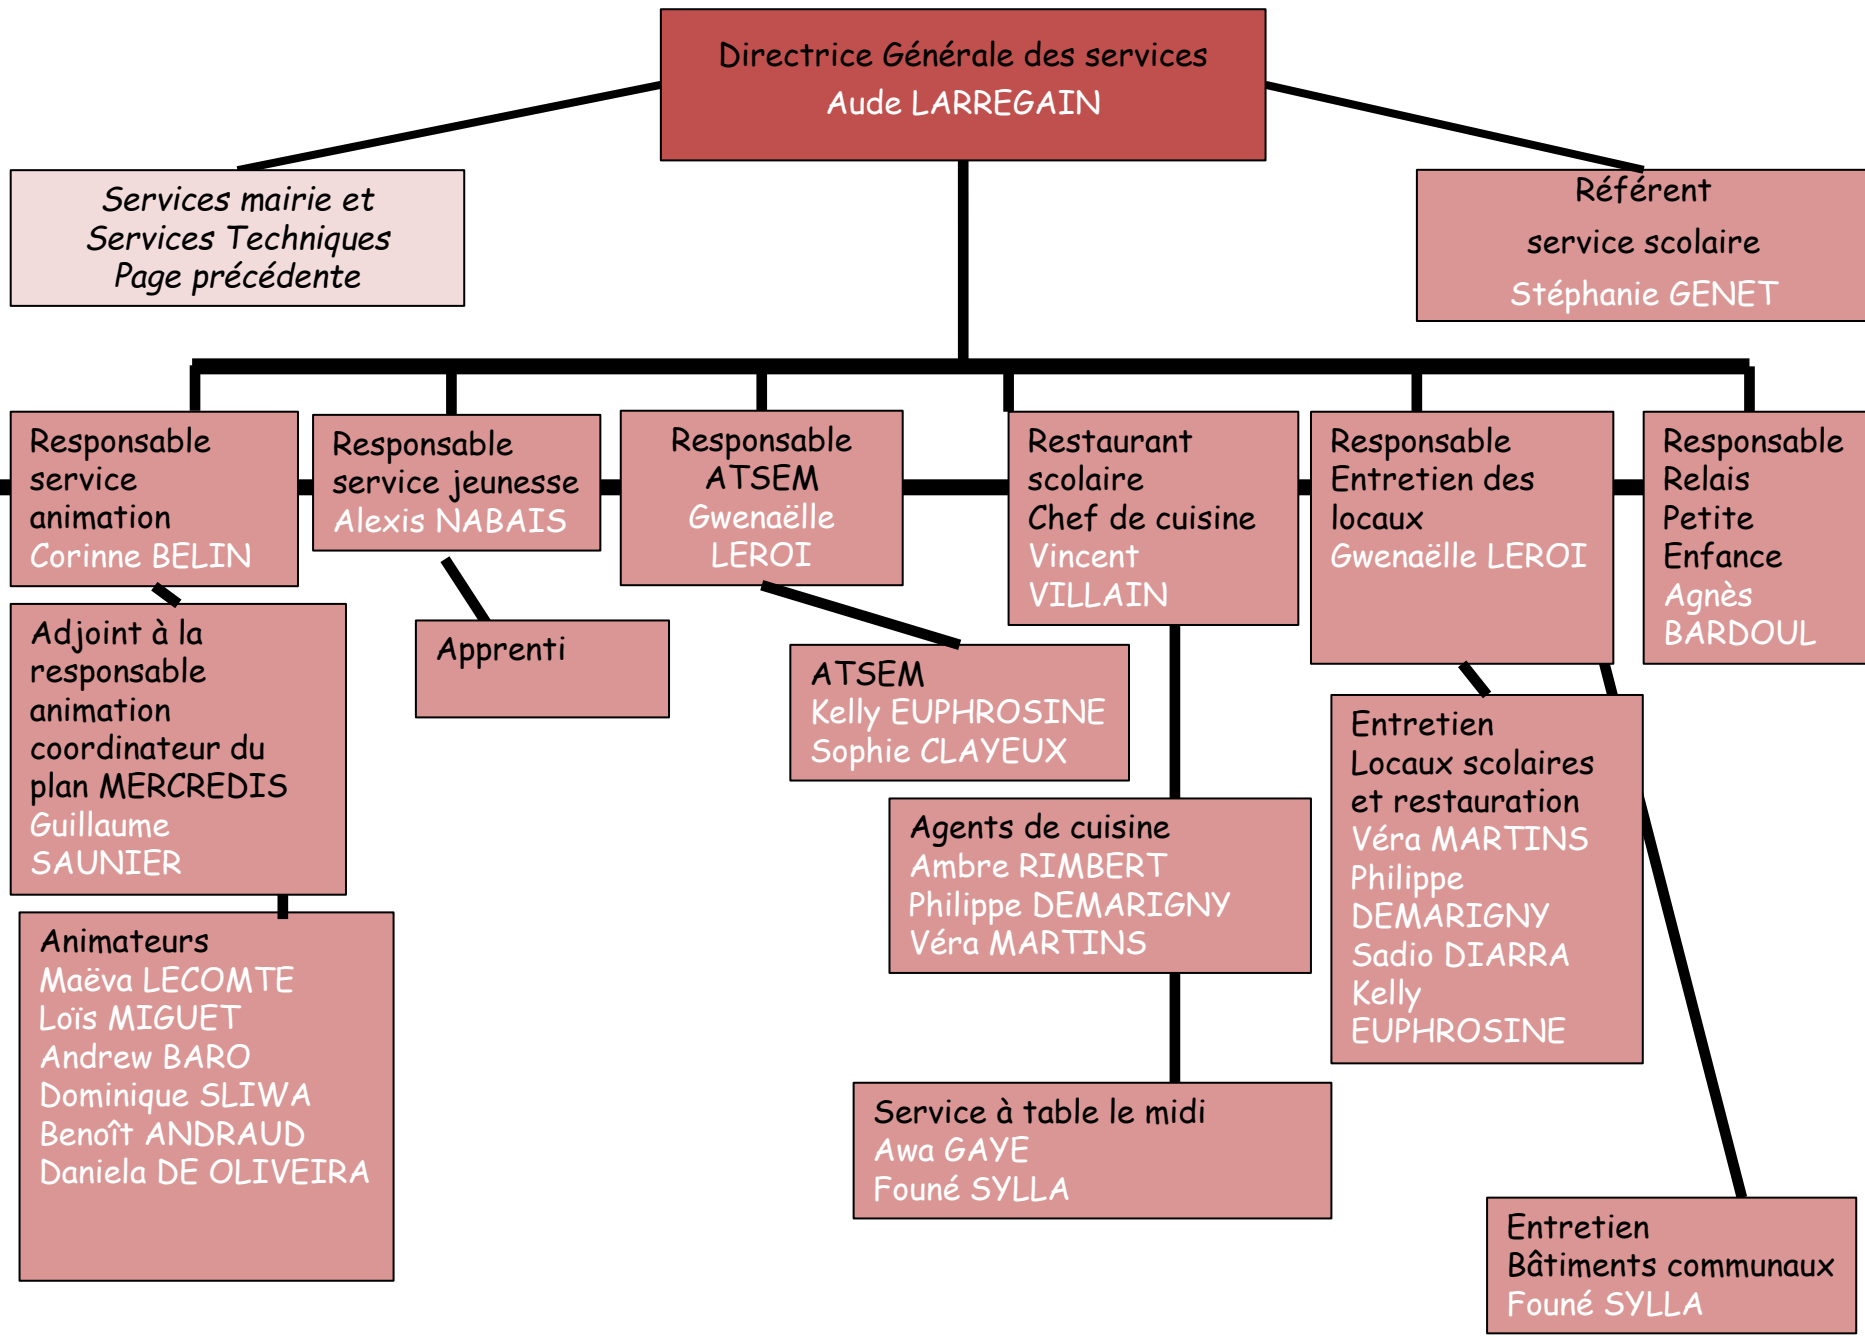 Directrice Générale des services
Aude LARREGAIN
Services mairie et
Services Techniques
Page précédente
Référent
service scolaire
Stéphanie GENET
Responsable
service
animation
Corinne BELIN
Responsable
service jeunesse
Alexis NABAIS
Responsable
ATSEM
Gwenaëlle
LEROI
Restaurant
scolaire
Chef de cuisine
Vincent
VILLAIN
Responsable
Entretien des
locaux
Gwenaëlle LEROI
Responsable
Relais
Petite
Enfance
Agnès
BARDOUL
Adjoint à la
responsable
animation
coordinateur du
plan MERCREDIS
Guillaume
SAUNIER
Apprenti
ATSEM
Kelly EUPHROSINE
Sophie CLAYEUX
Agents de cuisine
Ambre RIMBERT
Philippe DEMARIGNY
Véra MARTINS
Entretien
Locaux scolaires
et restauration
Véra MARTINS
Philippe
DEMARIGNY
Sadio DIARRA
Kelly
EUPHROSINE
Animateurs
Maëva LECOMTE
Loïs MIGUET
Andrew BARO
Dominique SLIWA
Benoît ANDRAUD
Daniela DE OLIVEIRA
Service à table le midi
Awa GAYE
Founé SYLLA
Entretien
Bâtiments communaux
Founé SYLLA